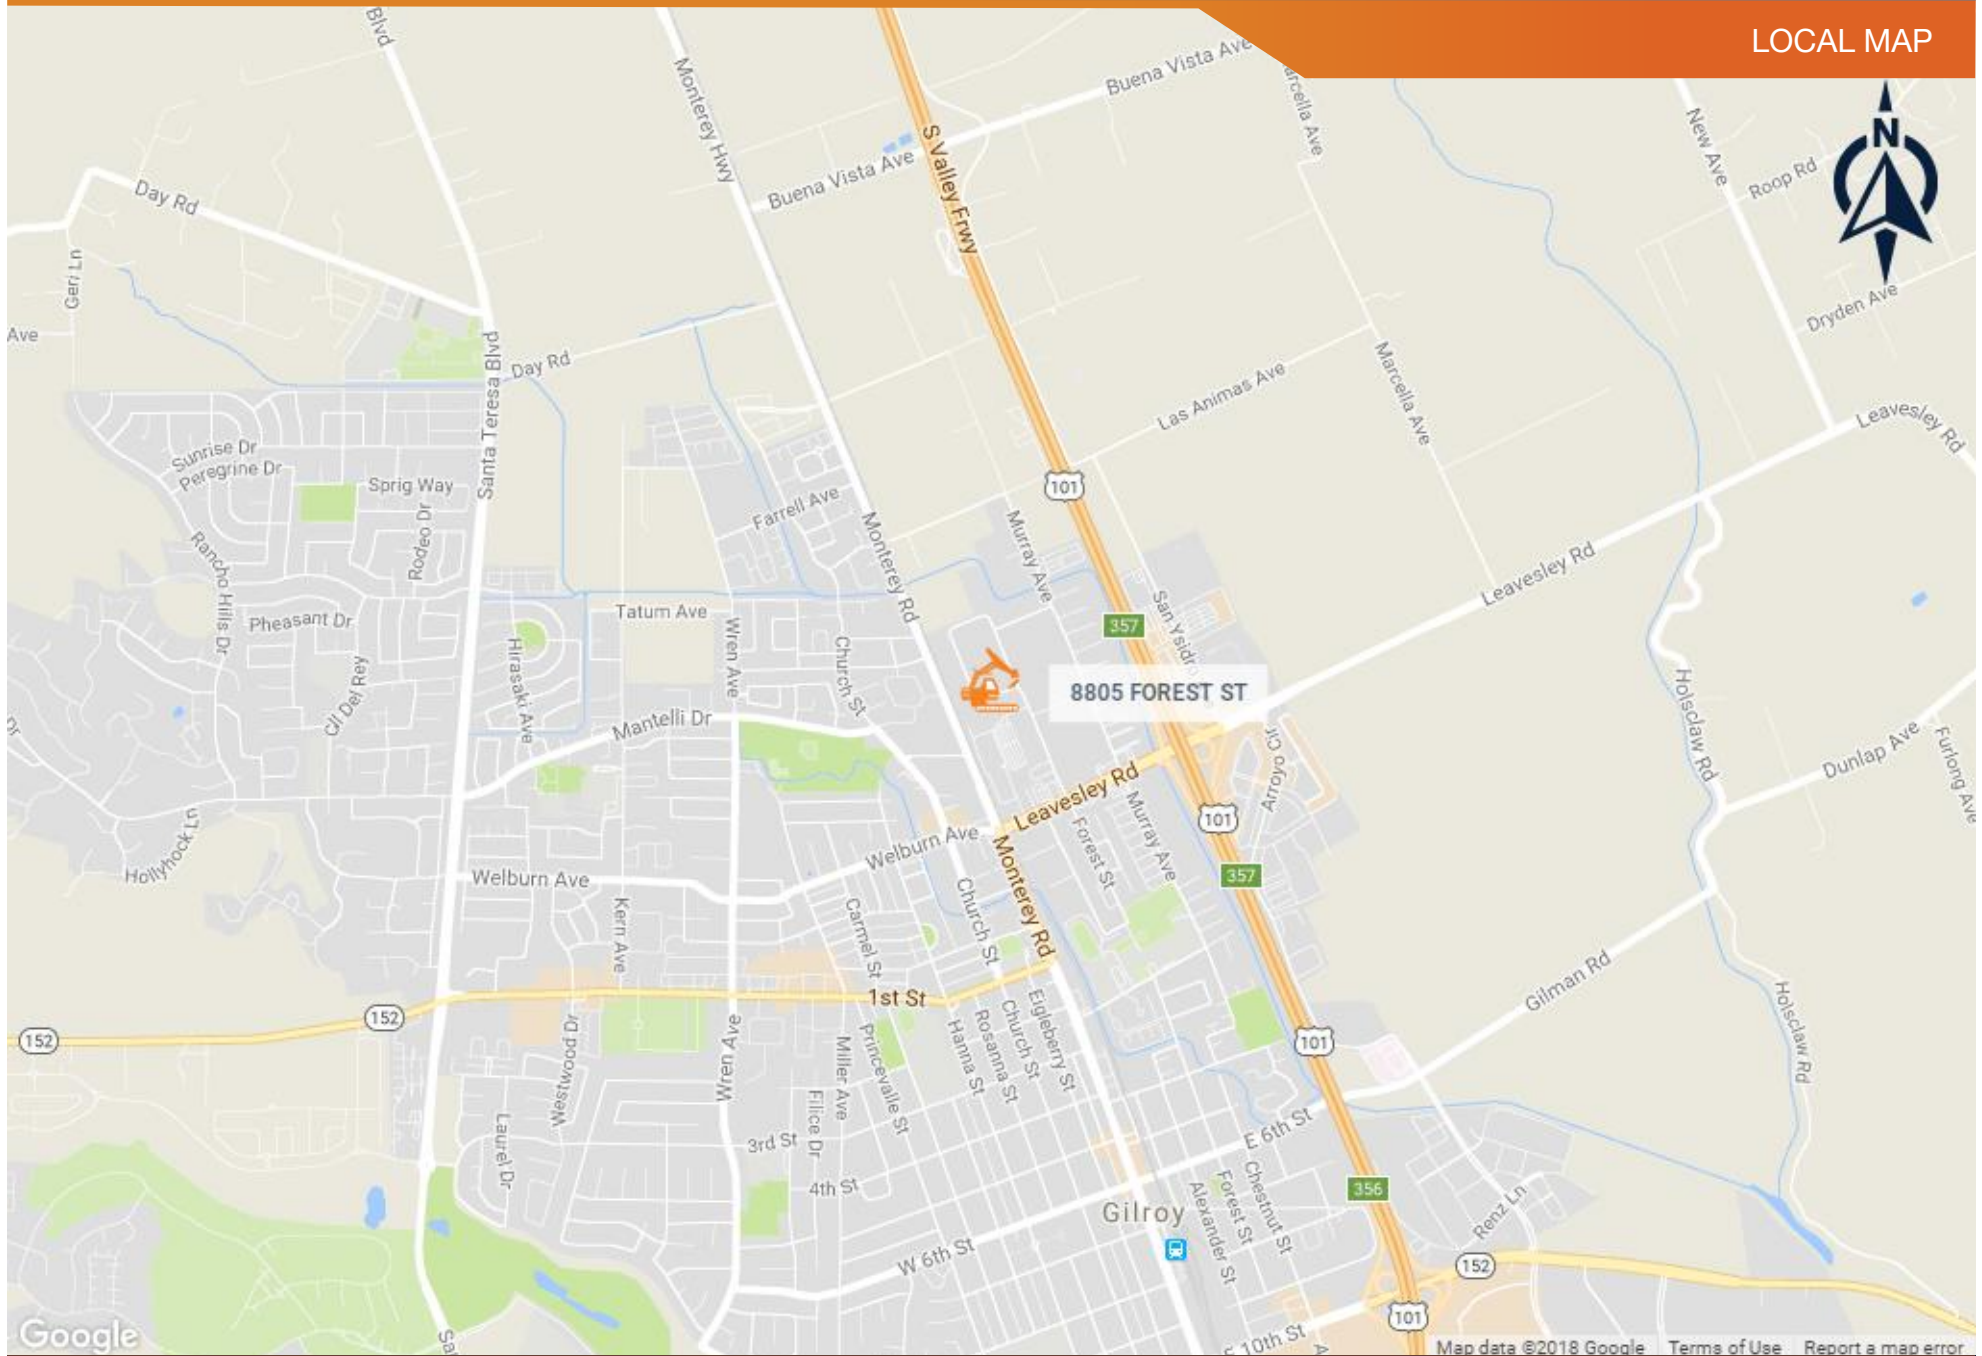 LOCAL MAP
N
Blvd
Monterey Hwy
Buena Vista Ave
Marcella Ave
New Ave
Roop Rd
S Valley Frwy
Buena Vista Ave
Day Rd
Geri Ln
Dryden Ave
Ave
Santa Teresa Blvd
Day Rd
Las Animas Ave
Marcella Ave
Leavesley Rd
Sunrise Dr
Peregrine Dr
Sprig Way
Rodeo Dr
101
Farrell Ave
Monterey Rd
Murray Ave
Rancho Hills Dr
Leavesley Rd
Pheasant Dr
Tatum Ave
357
San Ysidro
Hirasaki Ave
Wren Ave
Church St
Cll Del Rey
8805 FOREST ST
Holsclaw Rd
Dr
Mantelli Dr
Furlong Ave
Dunlap Ave
Arroyo Cir
Leavesley Rd
Murray Ave
101
Hollyhock Ln
Welburn Ave
Monterey Rd
Forest St
Welburn Ave
357
Kern Ave
Carmel St
Church St
Gilman Rd
1st St
152
152
Westwood Dr
Wren Ave
Miller Ave
Princevalle St
Hanna St
Rosanna St
Church St
Eigleberry St
101
Holsclaw Rd
Laurel Dr
Filice Dr
3rd St
4th St
E 6th St
356
Gilroy
Alexander St
Forest St
Chestnut St
Renz Ln
W 6th St
152
101
10th St
Google
Map data ©2018 Google
Terms of Use
Report a map error